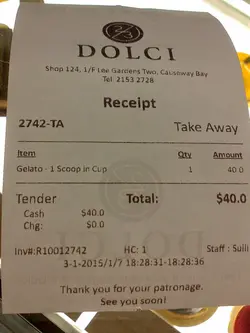 2/3
DOLCI
Shop 124, 1/F Lee Gardens Two, Causeway Bay
Tel: 2153 2728
Receipt
2742-TA Take Away
Item Qty Amount
Gelato - 1 Scoop in Cup 1 40.0
Tender Total: $40.0
Cash $40.0
Chg: $0.0
Inv#:R10012742 HC: 1 Staff : Suili
3-1-2015/1/7 18:28:31-18:28:36
Thank you for your patronage.
See you soon!